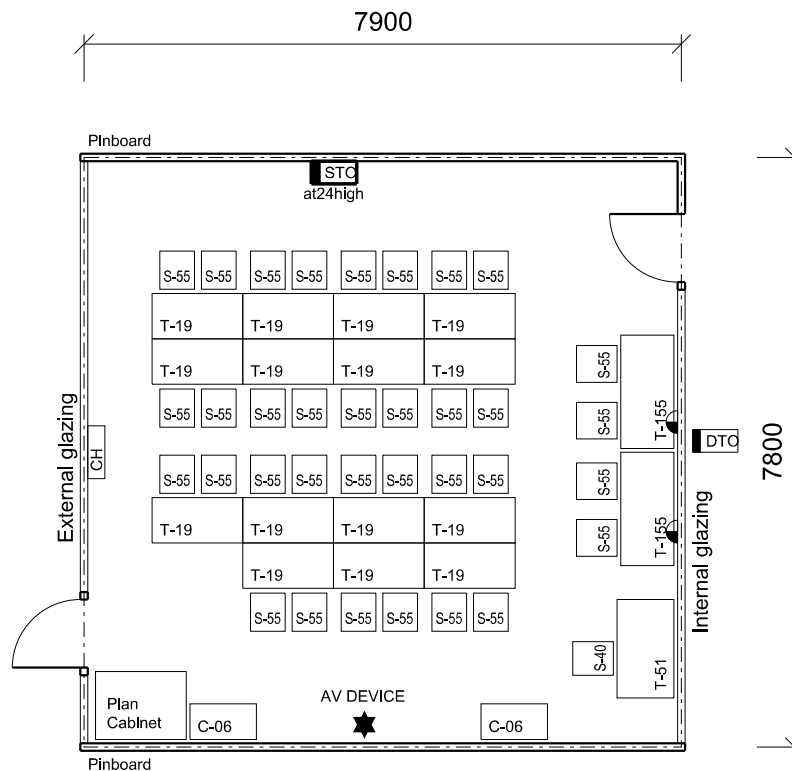 7900
Pinboard
STO
at24high
S-55 S-55 S-55 S-55 S-55 S-55 S-55 S-55
T-19 T-19 T-19 T-19
T-19 T-19 T-19 T-19
S-55
S-55 S-55 S-55 S-55 S-55 S-55 S-55 S-55
S-55
T-155
DTO
External glazing
CH
7800
S-55 S-55 S-55 S-55 S-55 S-55 S-55 S-55
S-55
T-19 T-19 T-19 T-19
S-55
T-155
Internal glazing
T-19 T-19 T-19
S-55 S-55 S-55 S-55 S-55 S-55
S-40
T-51
Plan
Cabinet
C-06
AV DEVICE
C-06
Pinboard